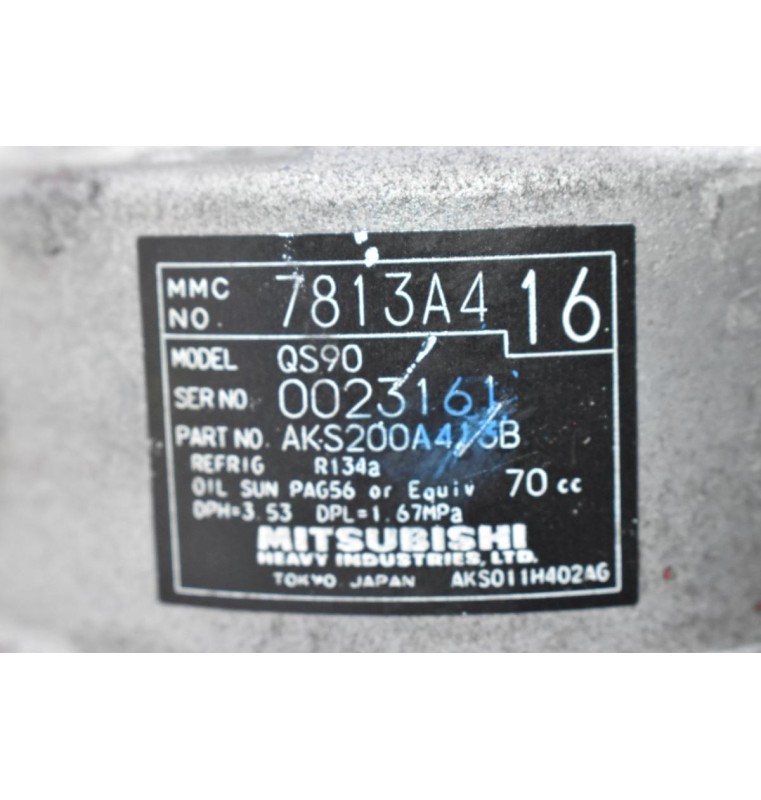 MMC NO. 7813A4 16
MODEL QS90
SER NO. 0023161
PART NO. AKS200A413B
REFRIG R134a
OIL SUN PAG56 or Equiv 70 cc
DPH=3.53 DPL=1.67MPa
MITSUBISHI
HEAVY INDUSTRIES, LTD.
TOKYO JAPAN AKS011H402AG